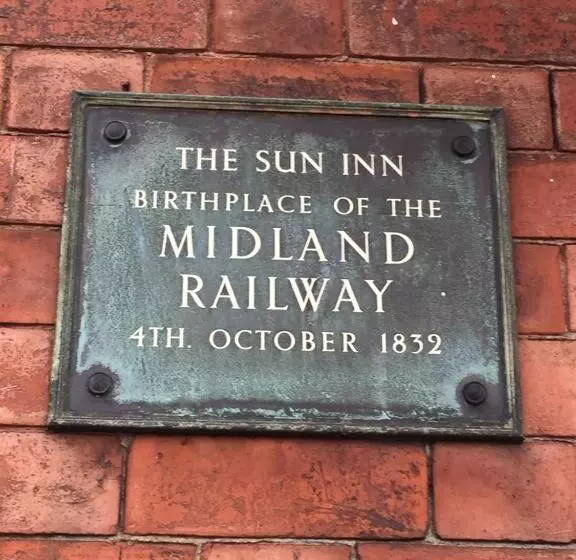 THE SUN INN
BIRTHPLACE OF THE
MIDLAND
RAILWAY
4TH. OCTOBER 1832